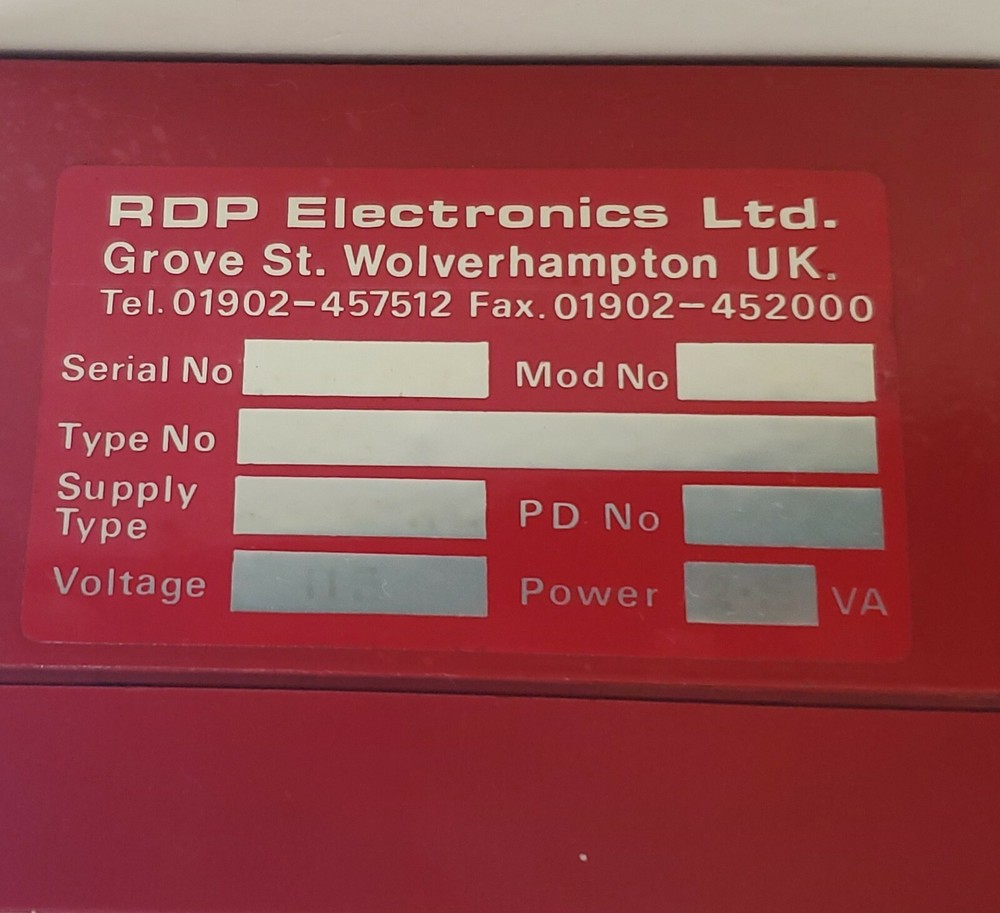 RDP Electronics Ltd.
Grove St. Wolverhampton UK.
Tel. 01902-457512 Fax. 01902-452000
Serial No
Mod No
Type No
Supply Type
PD No
Voltage
Power VA